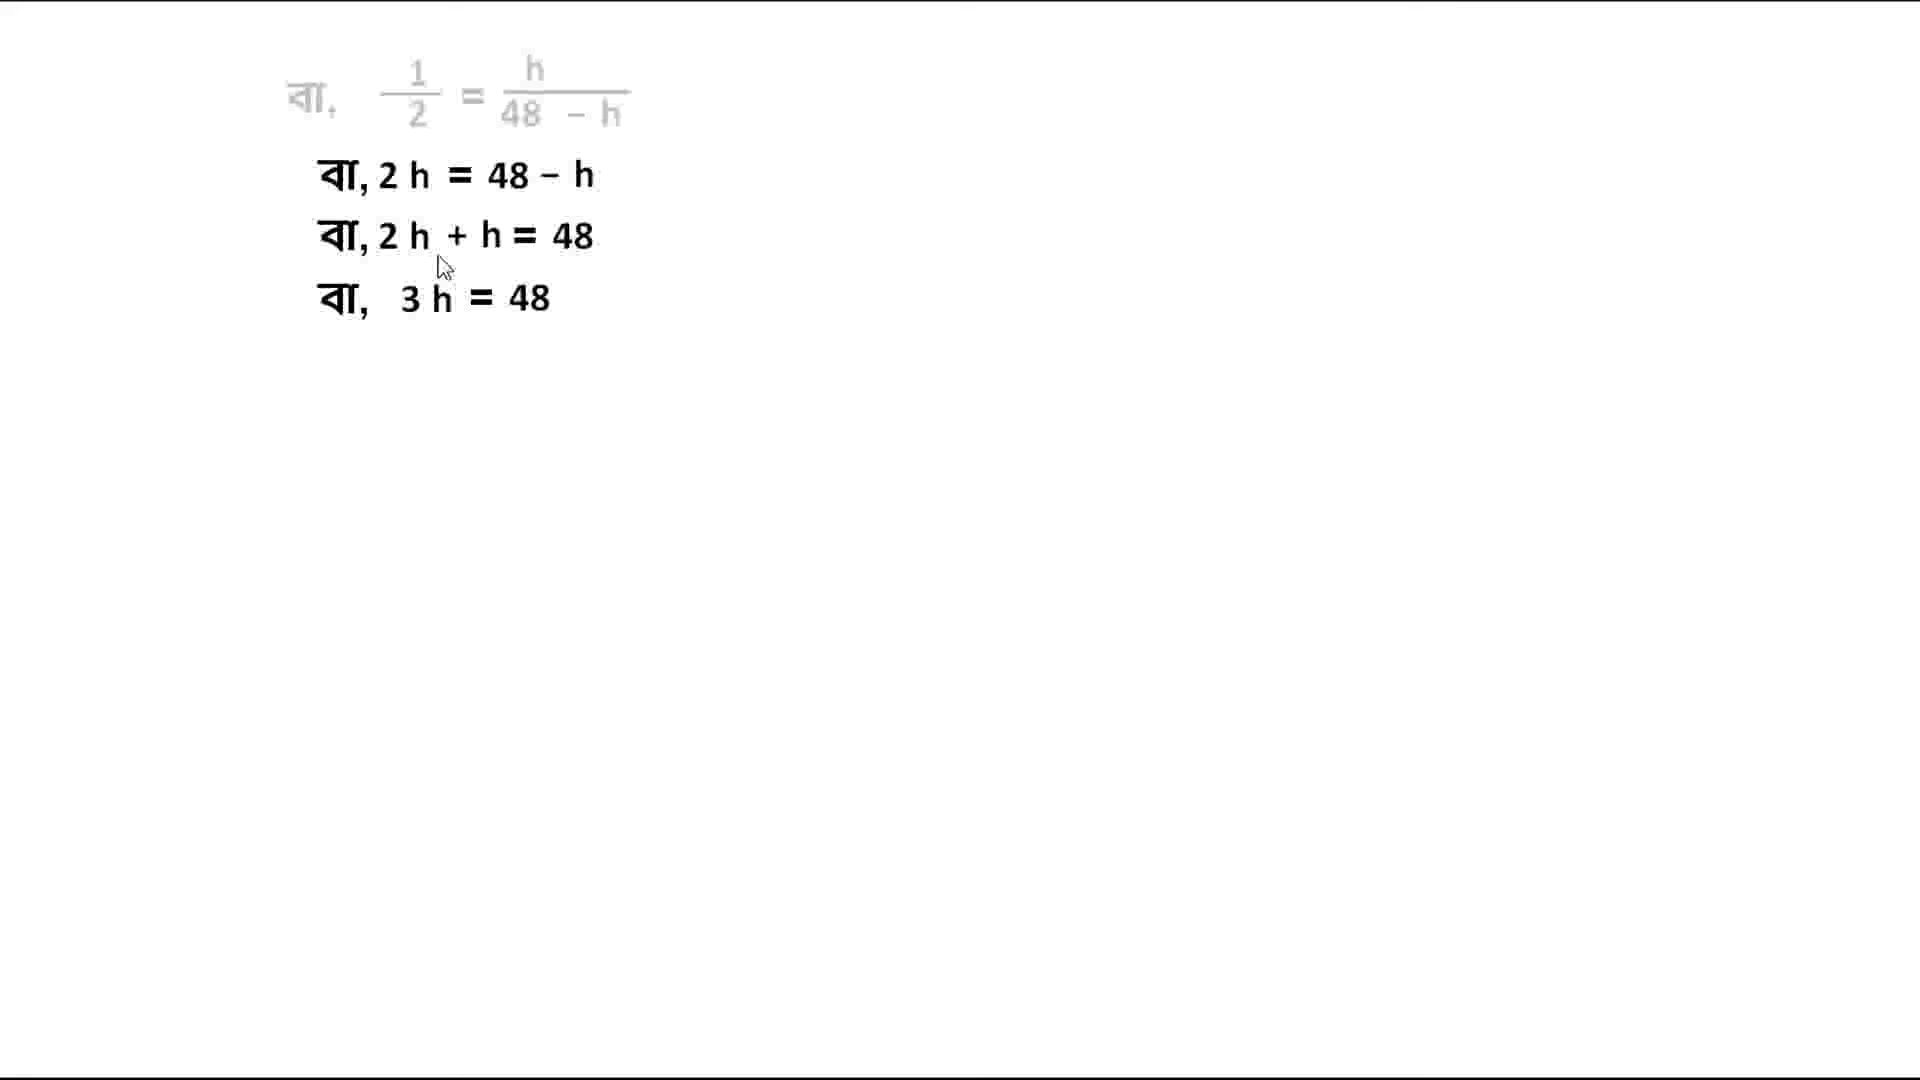 বা, 1/2 = h/(48 – h)
বা, 2 h = 48 – h
বা, 2 h + h = 48
বা, 3 h = 48